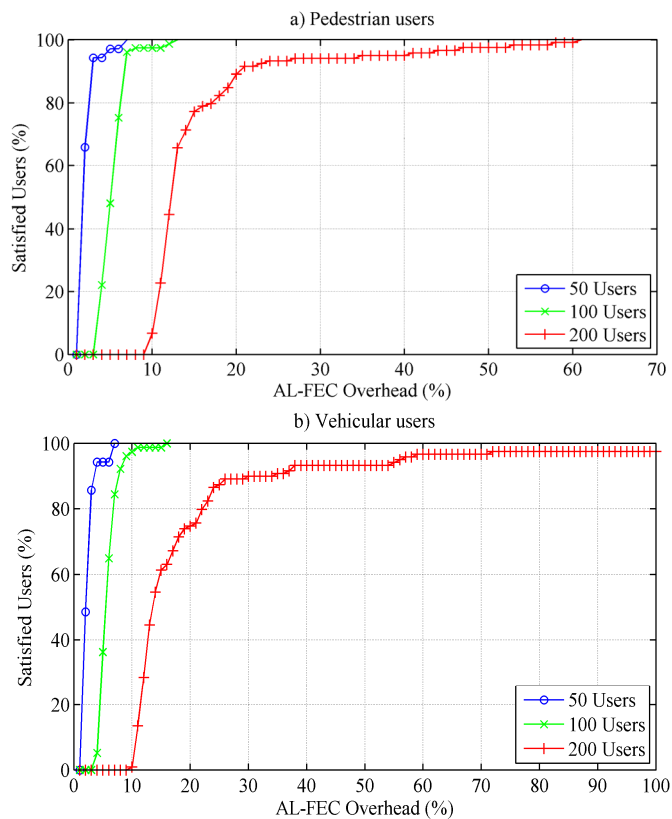 a) Pedestrian users
100
80
60
40
20
0
Satisfied Users (%)
50 Users
100 Users
200 Users
0 10 20 30 40 50 60 70
AL-FEC Overhead (%)
b) Vehicular users
100
80
60
40
20
0
Satisfied Users (%)
50 Users
100 Users
200 Users
0 10 20 30 40 50 60 70 80 90 100
AL-FEC Overhead (%)